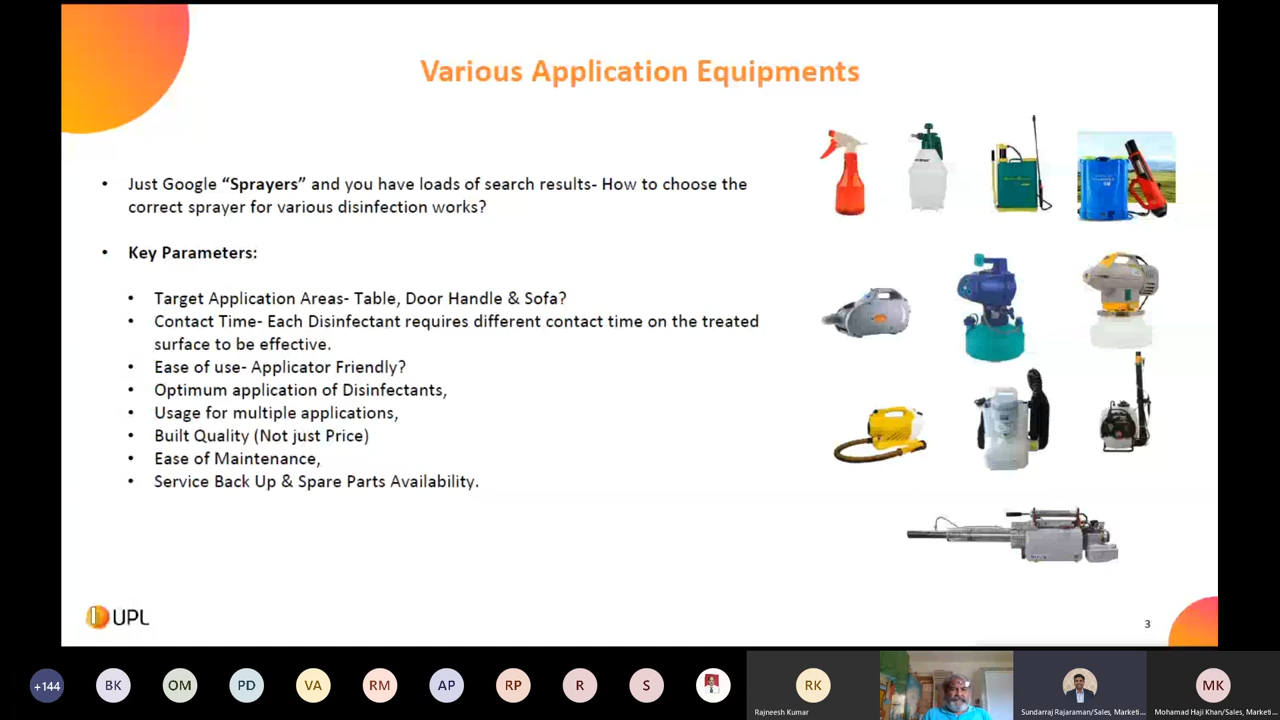 Various Application Equipments
• Just Google “Sprayers” and you have loads of search results- How to choose the
correct sprayer for various disinfection works?
• Key Parameters:
• Target Application Areas- Table, Door Handle & Sofa?
• Contact Time- Each Disinfectant requires different contact time on the treated
surface to be effective.
• Ease of use- Applicator Friendly?
• Optimum application of Disinfectants,
• Usage for multiple applications,
• Built Quality (Not just Price)
• Ease of Maintenance,
• Service Back Up & Spare Parts Availability.
UPL
3
+144
BK
OM
PD
VA
RM
AP
RP
R
S
RK
MK
Rajneesh Kumar
Sundarraj Rajaraman/Sales, Marketi...
Mohamad Haji Khan/Sales, Marketi...